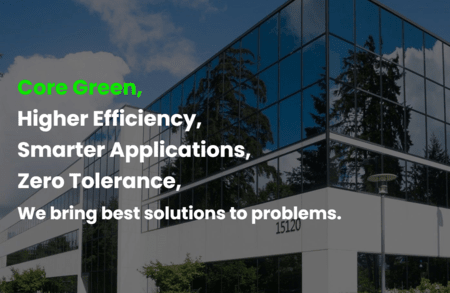 Core Green,
Higher Efficiency,
Smarter Applications,
Zero Tolerance,
We bring best solutions to problems.
15120